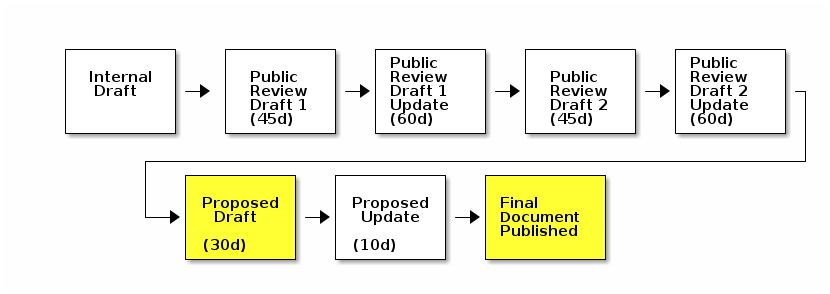 Internal
Draft
Public
Review
Draft 1
(45d)
Public
Review
Draft 1
Update
(60d)
Public
Review
Draft 2
(45d)
Public
Review
Draft 2
Update
(60d)
Proposed
Draft
(30d)
Proposed
Update
(10d)
Final
Document
Published